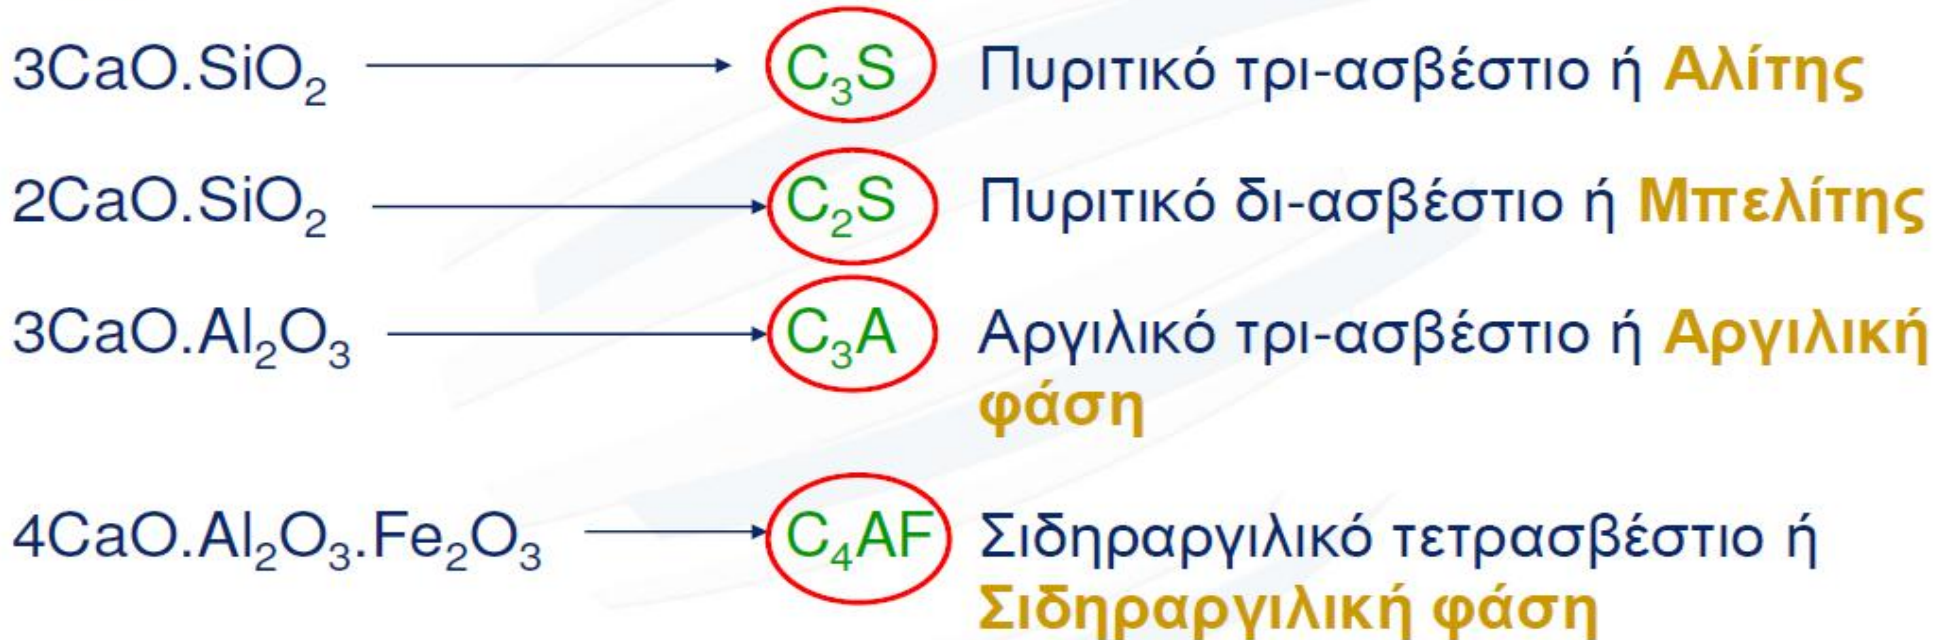 3CaO.SiO₂ C₃S Πυριτικό τρι-ασβέστιο ή Αλίτης
2CaO.SiO₂ C₂S Πυριτικό δι-ασβέστιο ή Μπελίτης
3CaO.Al₂O₃ C₃A Αργιλικό τρι-ασβέστιο ή Αργιλική
φάση
4CaO.Al₂O₃.Fe₂O₃ C₄AF Σιδηραργιλικό τετρασβέστιο ή
Σιδηραργιλική φάση